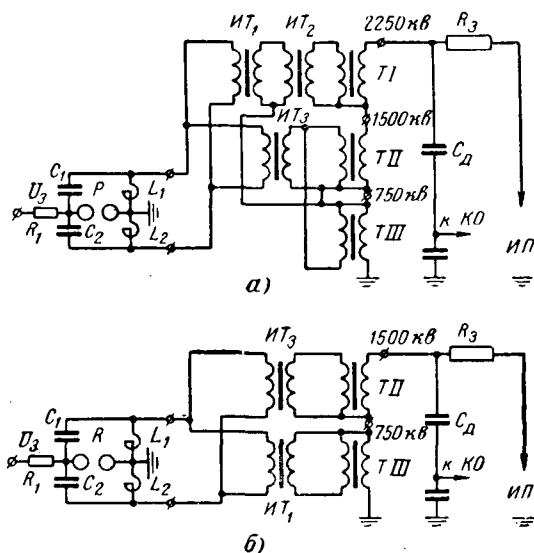 ИТ₁ ИТ₂ 2250 кв R₃
ТI
ИТ₃ 1500 кв
C₁ P L₁ ТII C_Д
U₃ 750 кв
R₁ C₂ L₂ ТIII к КО ИП
а)
ИТ₃ 1500 кв R₃
ТII
C₁ R L₁ 750 кв C_Д
U₃
R₁ C₂ L₂ ТIII к КО
ИТ₁ ИП
б)